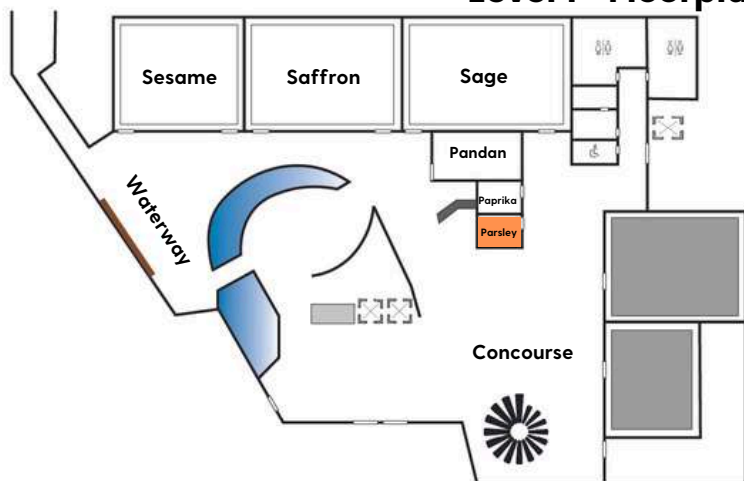 Sesame
Saffron
Sage
Pandan
Paprika
Parsley
Waterway
Concourse